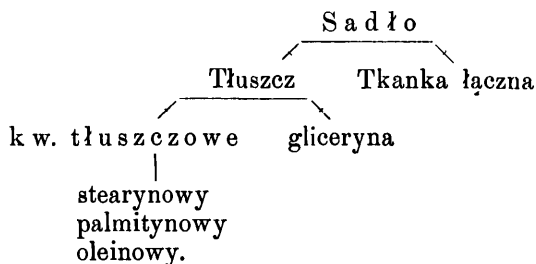 Sadło
Tłuszcz Tkanka łączna
kw. tłuszczowe gliceryna
stearynowy
palmitynowy
oleinowy.